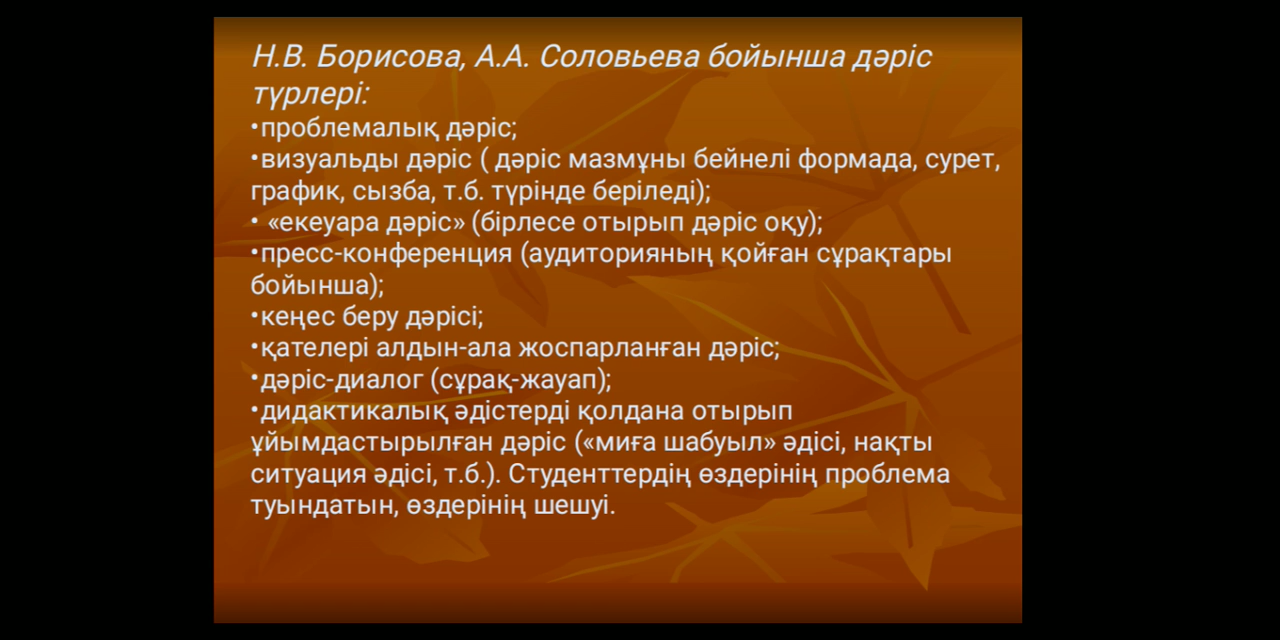 Н.В. Борисова, А.А. Соловьева бойынша дәріс
түрлері:
•проблемалық дәріс;
•визуальды дәріс ( дәріс мазмұны бейнелі формада, сурет,
график, сызба, т.б. түрінде беріледі);
• «екеуара дәріс» (бірлесе отырып дәріс оқу);
•пресс-конференция (аудиторияның қойған сұрақтары
бойынша);
•кеңес беру дәрісі;
•қателері алдын-ала жоспарланған дәріс;
•дәріс-диалог (сұрақ-жауап);
•дидактикалық әдістерді қолдана отырып
ұйымдастырылған дәріс («миға шабуыл» әдісі, нақты
ситуация әдісі, т.б.). Студенттердің өздерінің проблема
туындатын, өздерінің шешуі.